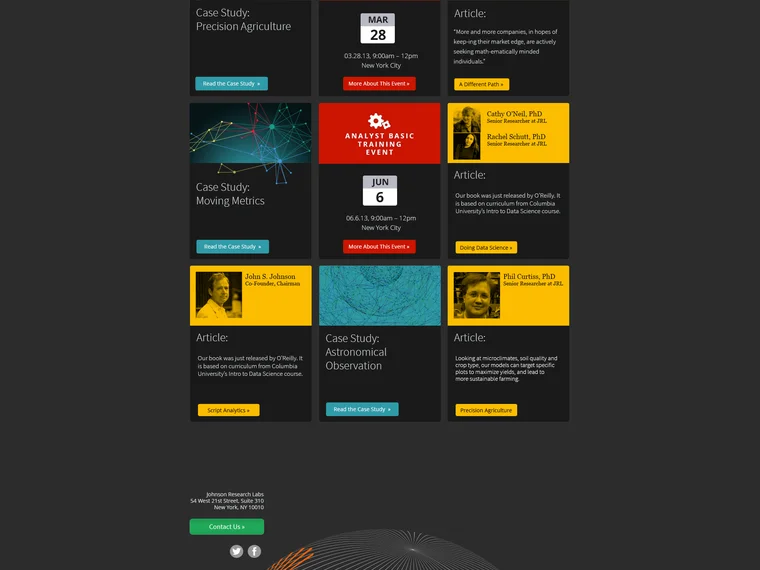 Case Study:
Precision Agriculture
Read the Case Study »
MAR
28
03.28.13, 9:00am – 12pm
New York City
More About This Event »
Article:
"More and more companies, in hopes of
keep-ing their market edge, are actively
seeking math-ematically minded
individuals."
A Different Path »
Case Study:
Moving Metrics
Read the Case Study »
ANALYST BASIC
TRAINING
EVENT
JUN
6
06.6.13, 9:00am – 12pm
New York City
More About This Event »
Cathy O'Neil, PhD
Senior Researcher at JRL
Rachel Schutt, PhD
Senior Researcher at JRL
Article:
Our book was just released by O'Reilly. It
is based on curriculum from Columbia
University's Intro to Data Science course.
Doing Data Science »
John S. Johnson
Co-Founder, Chairman
Article:
Our book was just released by O'Reilly. It
is based on curriculum from Columbia
University's Intro to Data Science course.
Script Analytics »
Case Study:
Astronomical
Observation
Read the Case Study »
Phil Curtiss, PhD
Senior Researcher at JRL
Article:
Looking at microclimates, soil quality and
crop type, our models can target specific
plots to maximize yields, and lead to
more sustainable farming.
Precision Agriculture
Johnson Research Labs
54 West 21st Street, Suite 310
New York, NY 10010
Contact Us »